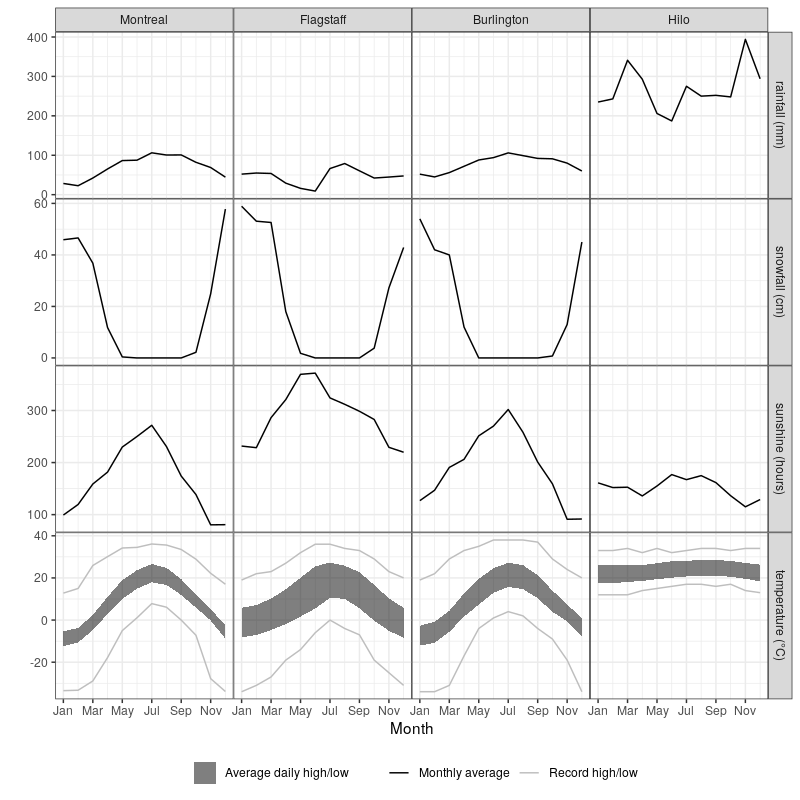 Montreal Flagstaff Burlington Hilo
400
300
200
100
0
rainfall (mm)
60
40
20
0
snowfall (cm)
300
200
100
sunshine (hours)
40
20
0
-20
temperature (°C)
Jan Mar May Jul Sep Nov Jan Mar May Jul Sep Nov Jan Mar May Jul Sep Nov Jan Mar May Jul Sep Nov
Month
Average daily high/low Monthly average Record high/low